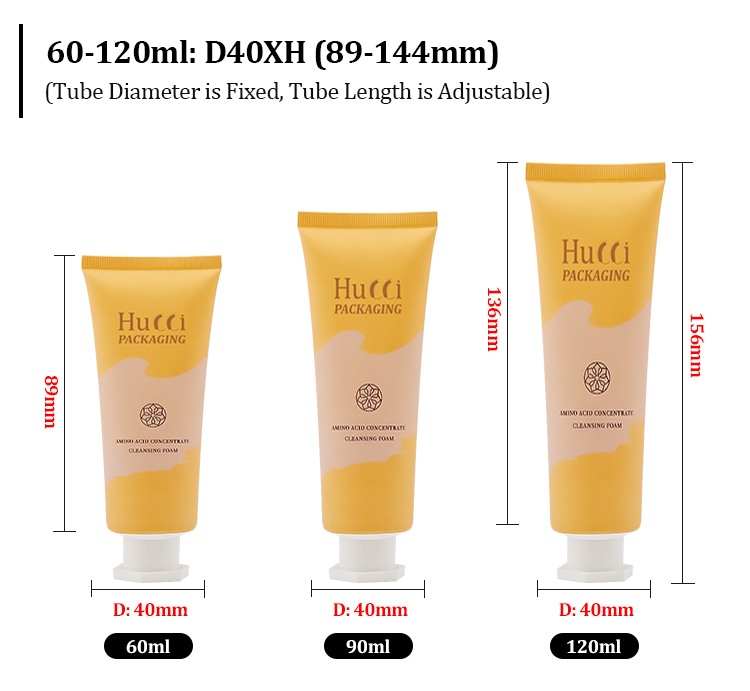 60-120ml: D40XH (89-144mm)
(Tube Diameter is Fixed, Tube Length is Adjustable)
89mm
Hucci
PACKAGING
AMINO ACID CONCENTRATE
CLEANSING FOAM
D: 40mm
60ml
Hucci
PACKAGING
AMINO ACID CONCENTRATE
CLEANSING FOAM
D: 40mm
90ml
136mm
Hucci
PACKAGING
AMINO ACID CONCENTRATE
CLEANSING FOAM
156mm
D: 40mm
120ml